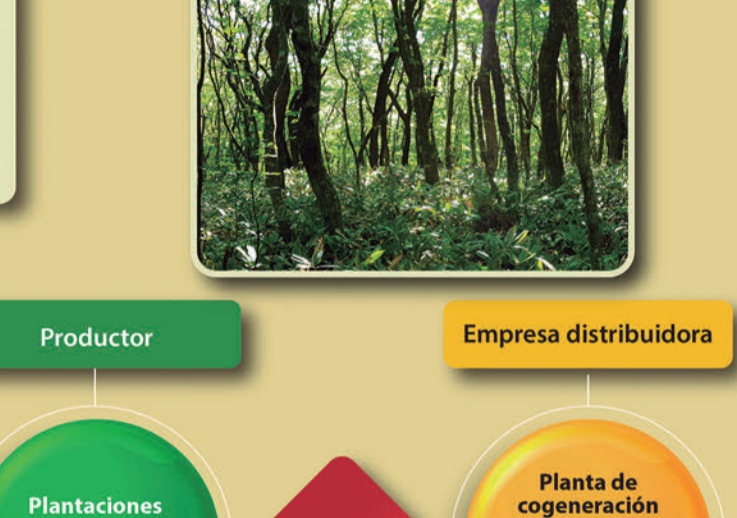 Productor
Empresa distribuidora
Plantaciones
Planta de
cogeneración